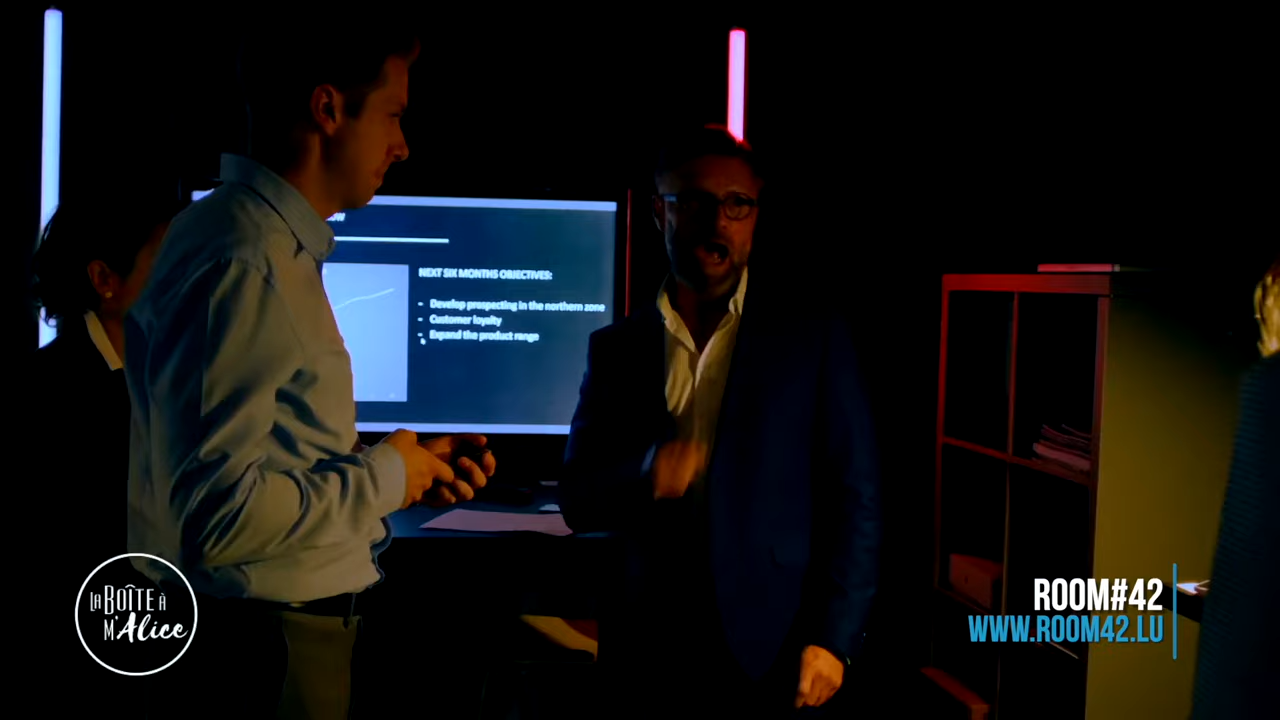 NEXT SIX MONTHS OBJECTIVES:
- Develop prospecting in the northern zone
- Customer loyalty
- Expand the product range
LA BOÎTE À
M'Alice
ROOM#42
WWW.ROOM42.LU